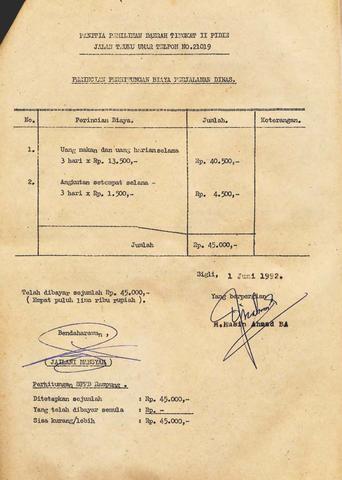 PANITIA PEMILIHAN DAERAH TINGKAT II PIDIE
JALAN TEUKU UMAR TELPON NO.21019
PERINCIAN PERHITUNGAN BIAYA PERJALANAN DINAS.
No. Perincian Biaya. Jumlah. Keterangan.
1. Uang makan dan uang harian selama
3 hari x Rp. 13.500,- Rp. 40.500,-
2. Angkutan setempat selama -
3 hari x Rp. 1.500,- Rp. 4.500,-
Jumlah Rp. 45.000,-
Sigli, 1 Juni 1992.
Telah dibayar sejumlah Rp. 45.000,-
( Empat puluh lima ribu rupiah ).
Yang berpergian
Bendaharawan,
M.Husin Ahmad BA
JAILANI MANSYAH
Perhitungan SPPD Rampung.
Ditetapkan sejumlah : Rp. 45.000,-
Yang telah dibayar semula : Rp. -
Sisa kurang/lebih : Rp. 45.000,-